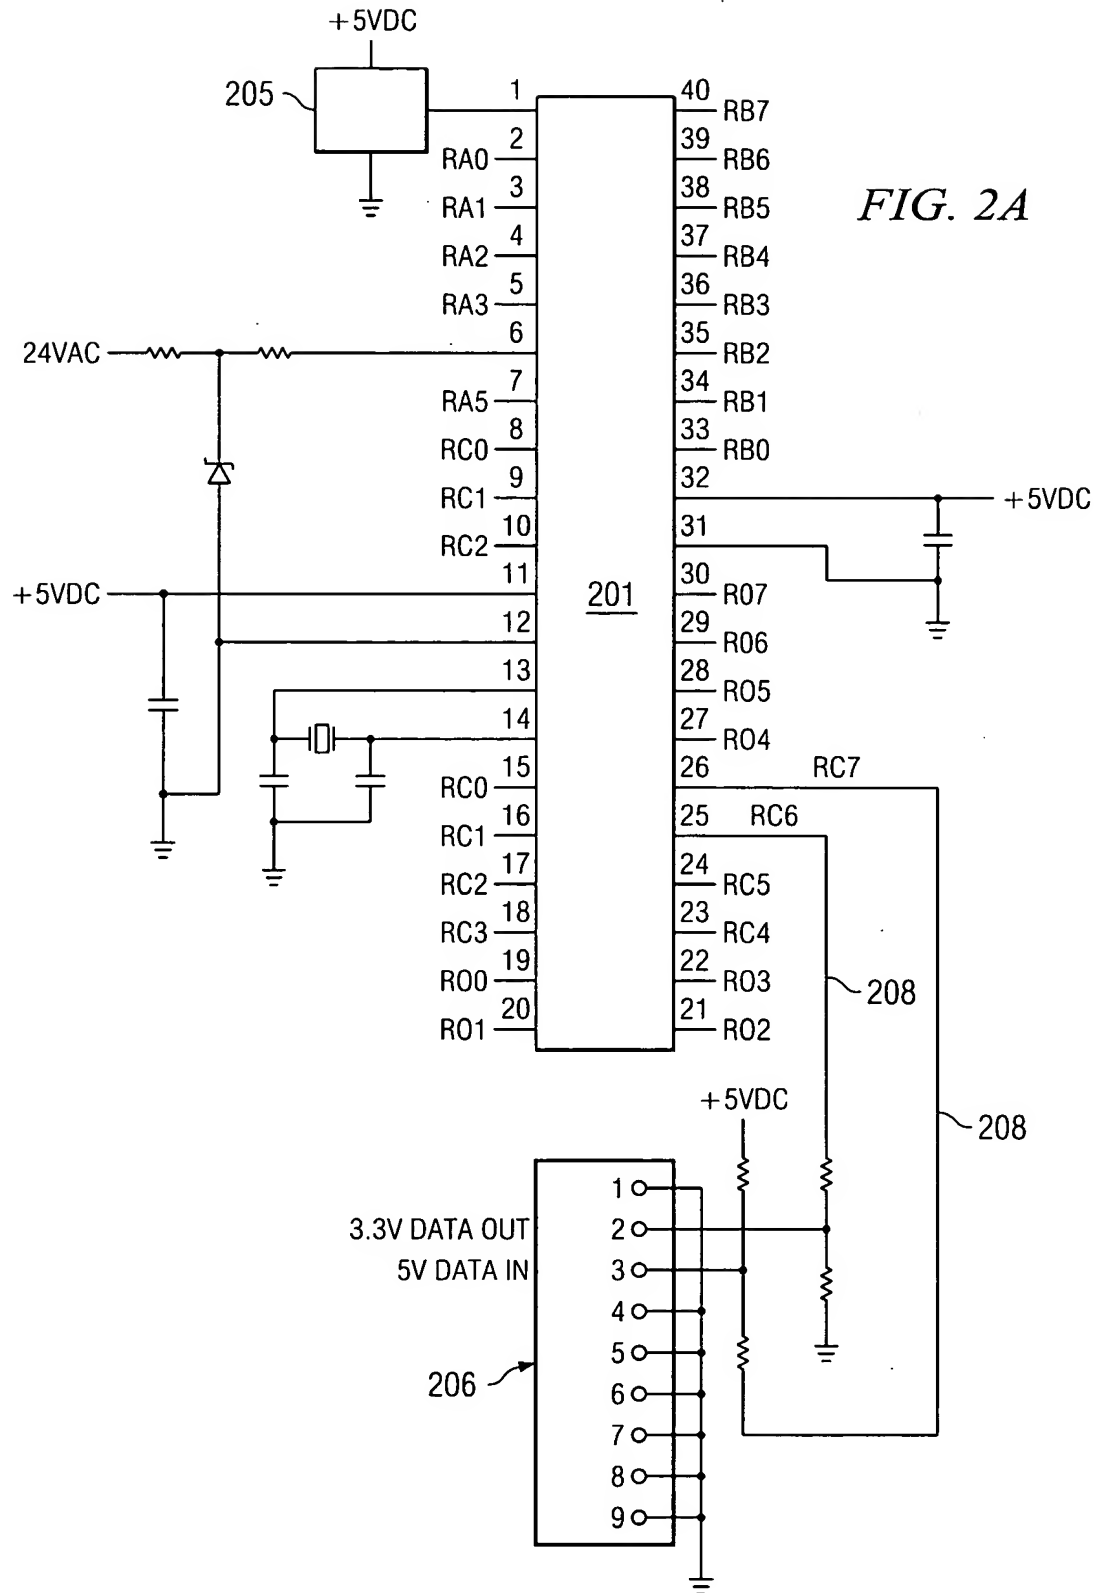 +5VDC
205
1 40 RB7
RA0 2 39 RB6
RA1 3 38 RB5
FIG. 2A
RA2 4 37 RB4
RA3 5 36 RB3
24VAC 6 35 RB2
RA5 7 34 RB1
RC0 8 33 RB0
RC1 9 32 +5VDC
RC2 10 31
+5VDC 11 201 30 RO7
12 29 RO6
13 28 RO5
14 27 RO4
RC0 15 26 RC7
RC1 16 25 RC6
RC2 17 24 RC5
RC3 18 23 RC4
RO0 19 22 RO3
208
RO1 20 21 RO2
+5VDC
208
1
3.3V DATA OUT 2
5V DATA IN 3
4
5
206
6
7
8
9